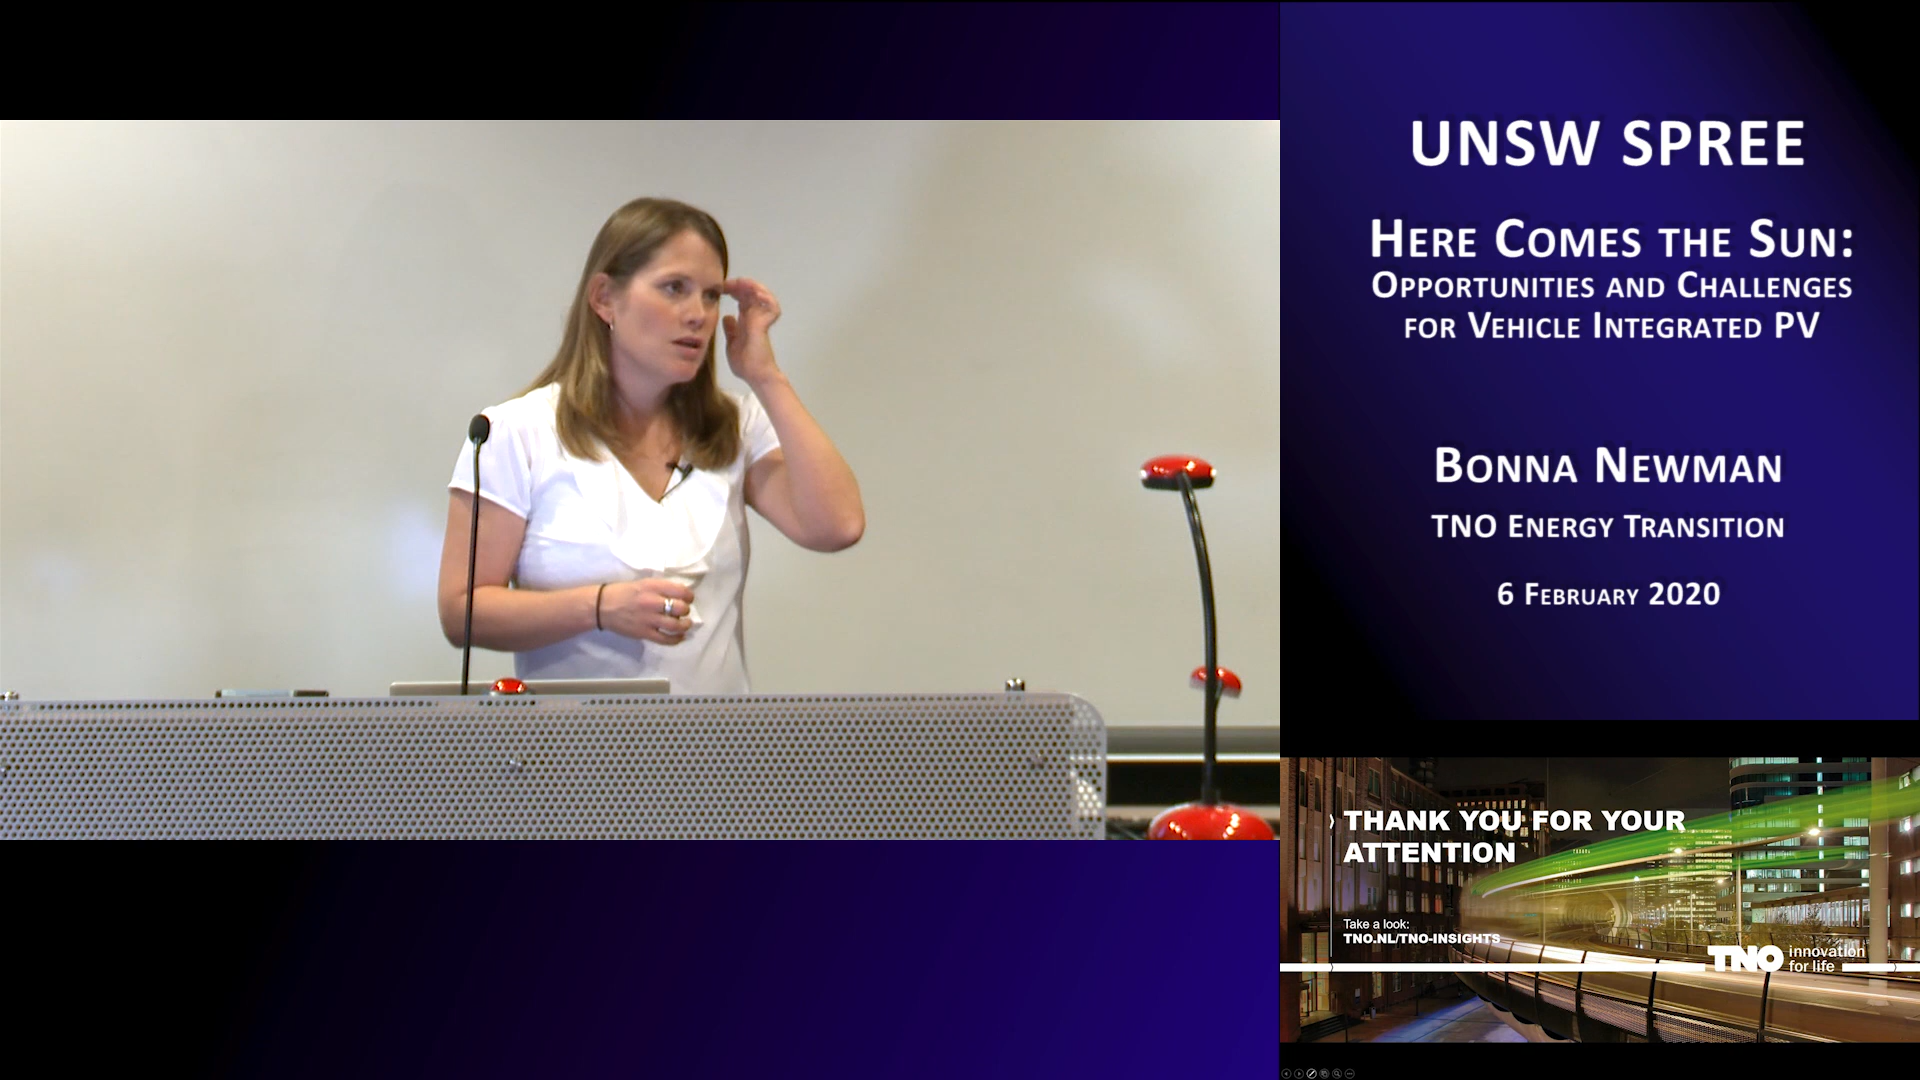 UNSW SPREE
HERE COMES THE SUN:
OPPORTUNITIES AND CHALLENGES
FOR VEHICLE INTEGRATED PV
BONNA NEWMAN
TNO ENERGY TRANSITION
6 FEBRUARY 2020
THANK YOU FOR YOUR
ATTENTION
Take a look:
TNO.NL/TNO-INSIGHTS
TNO innovation
for life